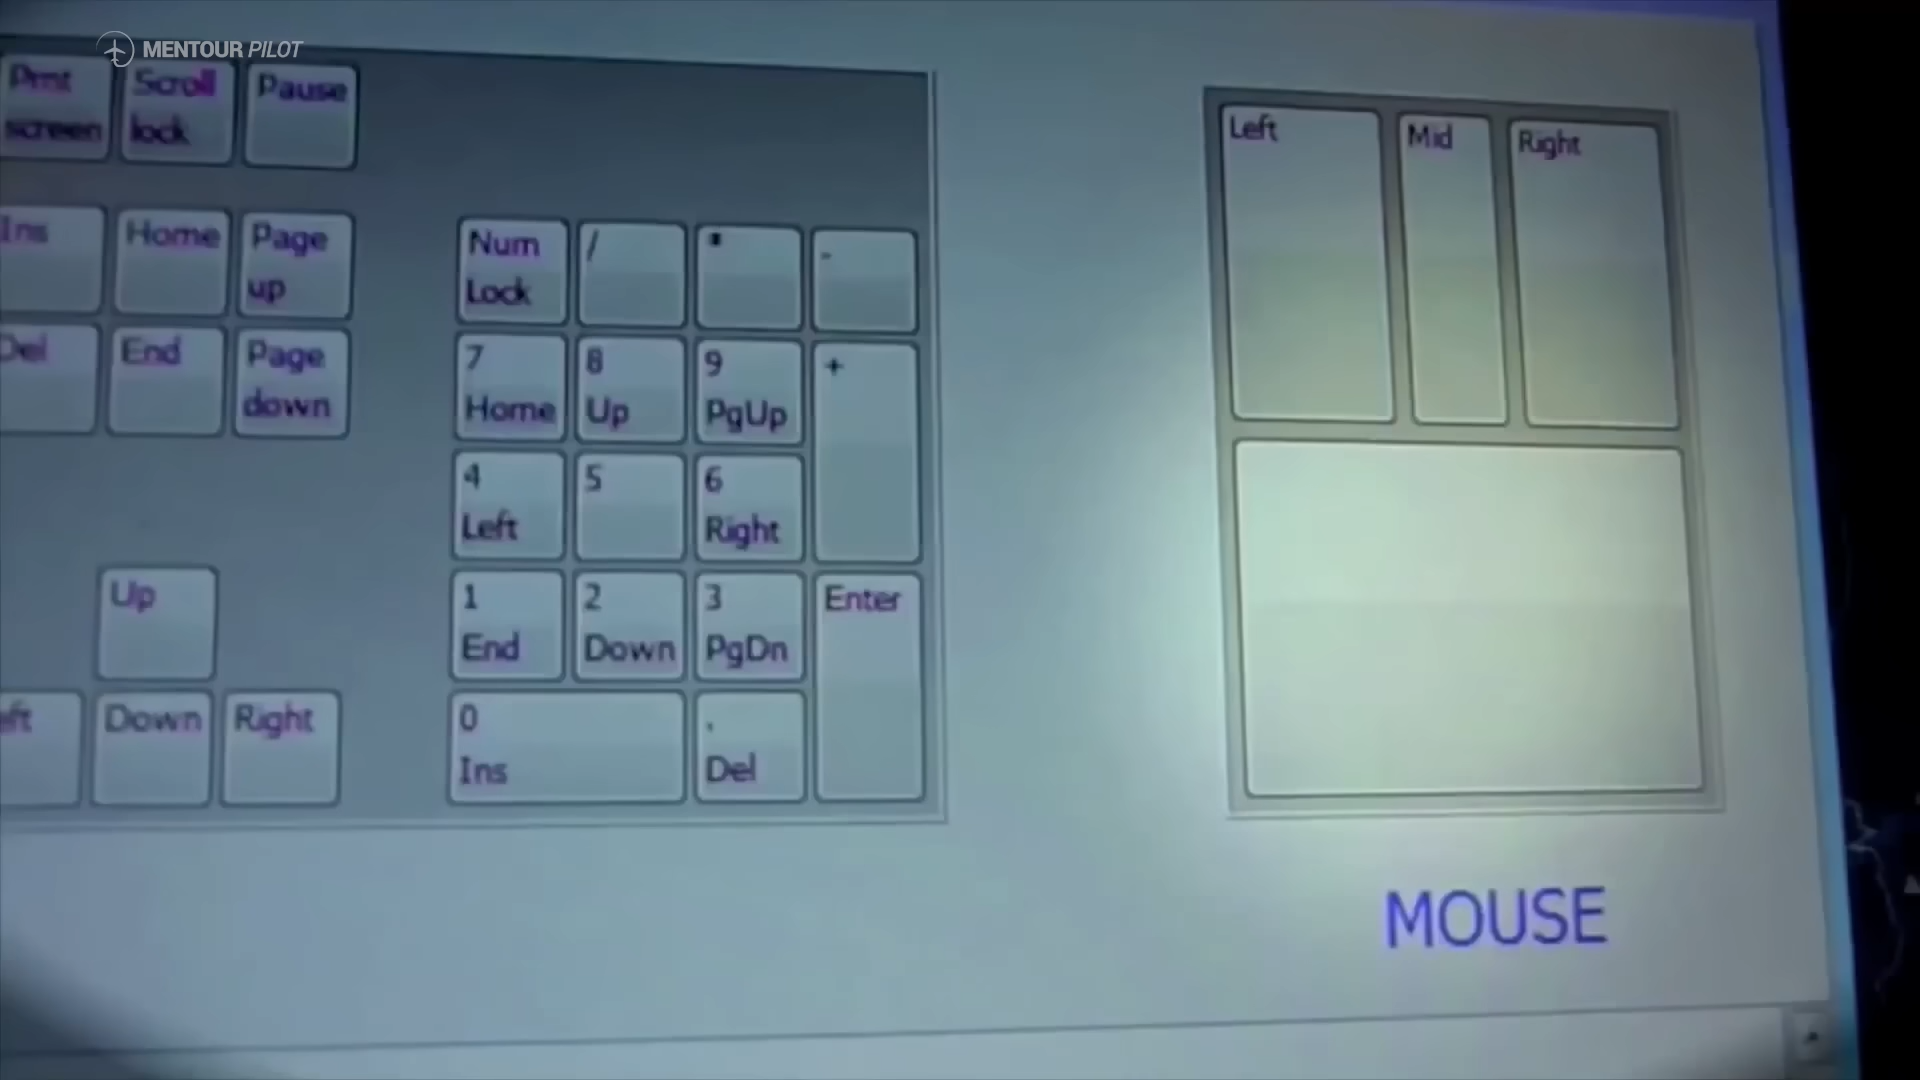 MENTOUR PILOT
Prnt
screen
Scroll
lock
Pause
Ins
Home
Page
up
Del
End
Page
down
Up
Down
Right
Num
Lock
/
*
-
7
Home
8
Up
9
PgUp
+
4
Left
5
6
Right
1
End
2
Down
3
PgDn
Enter
0
Ins
.
Del
Left
Mid
Right
MOUSE